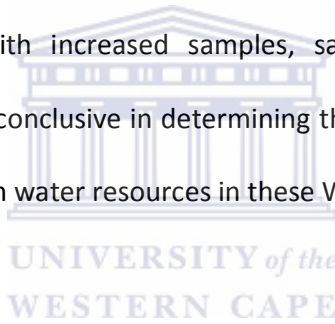 ith increased samples, sa
conclusive in determining th
n water resources in these W
UNIVERSITY of the
WESTERN CAPE